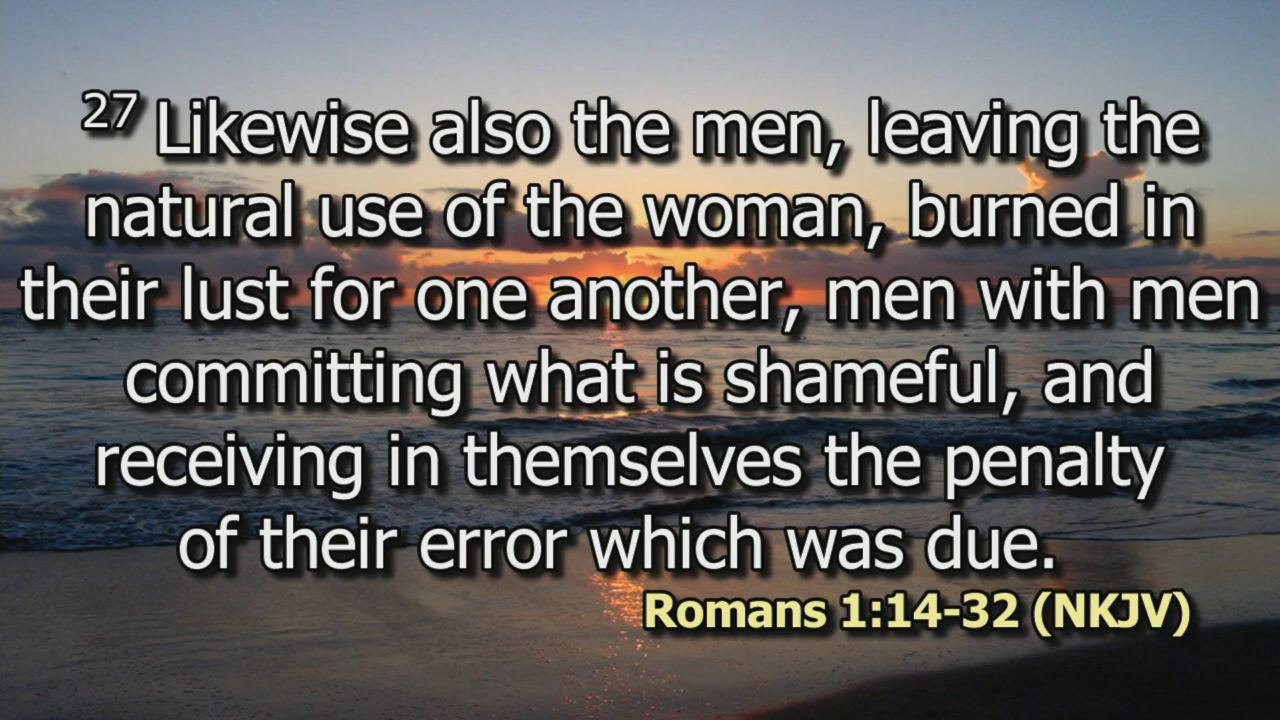 27 Likewise also the men, leaving the
natural use of the woman, burned in
their lust for one another, men with men
committing what is shameful, and
receiving in themselves the penalty
of their error which was due.
Romans 1:14-32 (NKJV)